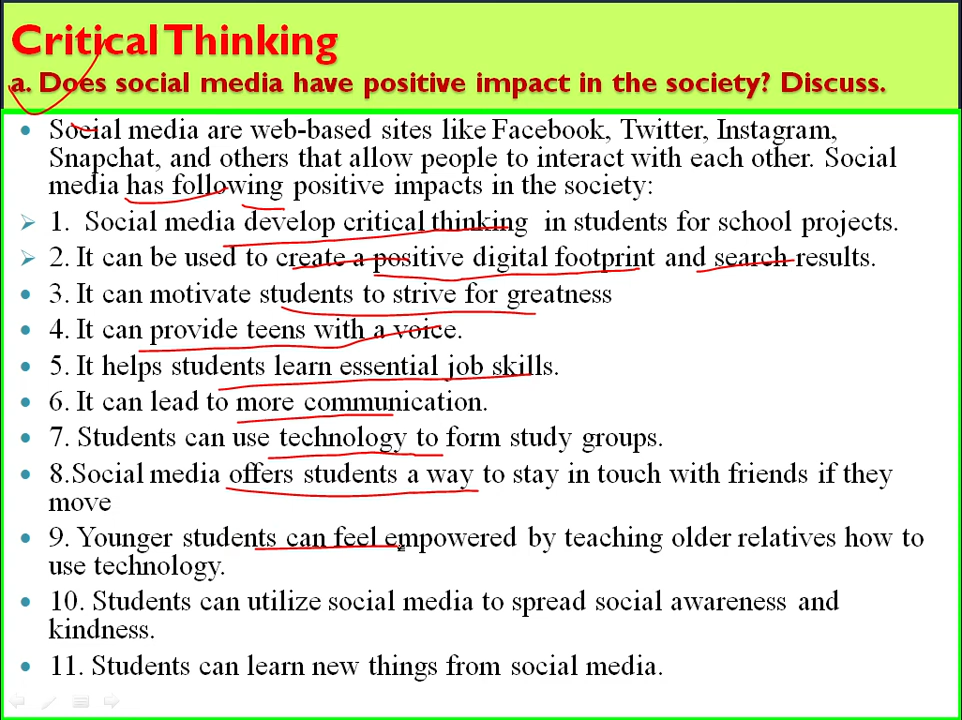 Critical Thinking
a. Does social media have positive impact in the society? Discuss.
• Social media are web-based sites like Facebook, Twitter, Instagram,
Snapchat, and others that allow people to interact with each other. Social
media has following positive impacts in the society:
➢ 1. Social media develop critical thinking in students for school projects.
➢ 2. It can be used to create a positive digital footprint and search results.
• 3. It can motivate students to strive for greatness
• 4. It can provide teens with a voice.
• 5. It helps students learn essential job skills.
• 6. It can lead to more communication.
• 7. Students can use technology to form study groups.
• 8.Social media offers students a way to stay in touch with friends if they
move
• 9. Younger students can feel empowered by teaching older relatives how to
use technology.
• 10. Students can utilize social media to spread social awareness and
kindness.
• 11. Students can learn new things from social media.